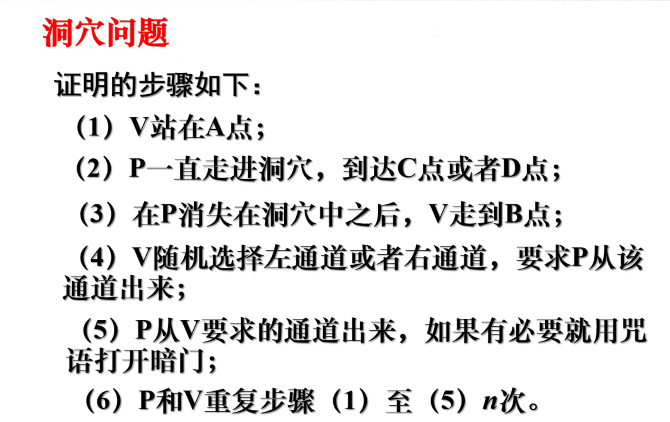 洞穴问题
证明的步骤如下：
（1）V站在A点；
（2）P一直走进洞穴，到达C点或者D点；
（3）在P消失在洞穴中之后，V走到B点；
（4）V随机选择左通道或者右通道，要求P从该
通道出来；
（5）P从V要求的通道出来，如果有必要就用咒
语打开暗门；
（6）P和V重复步骤（1）至（5）n次。